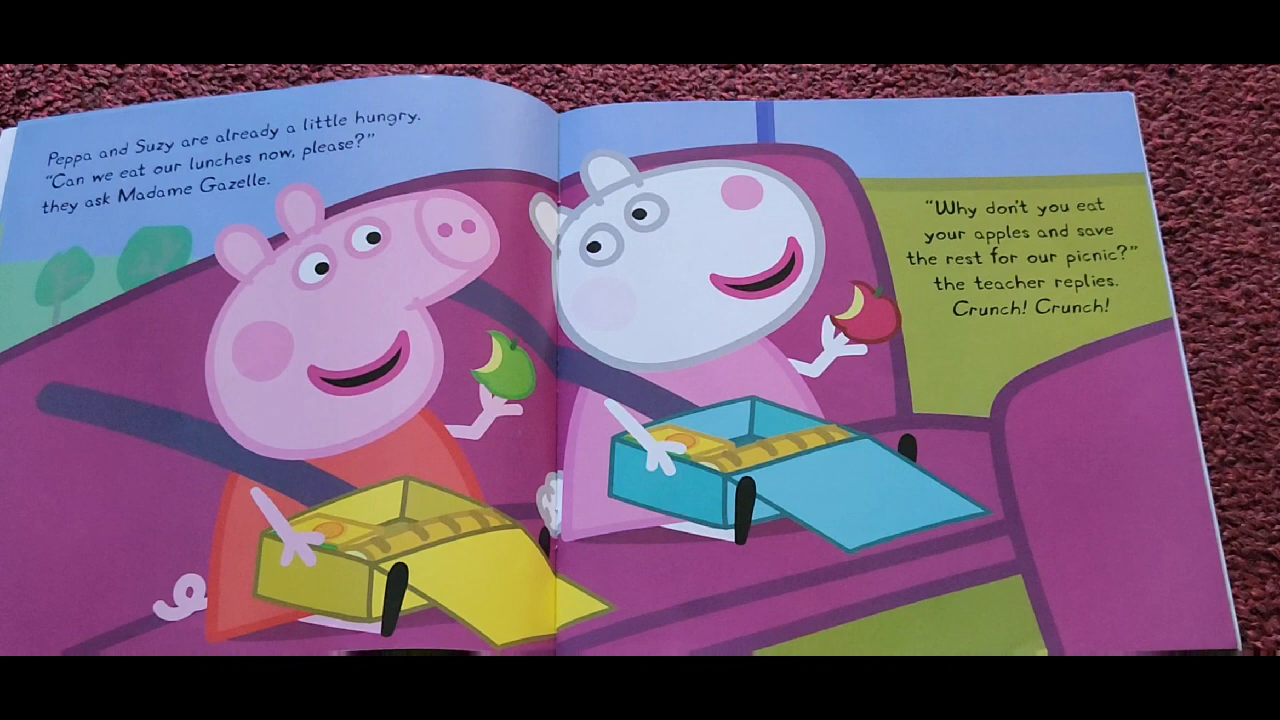 Peppa and Suzy are already a little hungry.
"Can we eat our lunches now, please?"
they ask Madame Gazelle.
"Why don't you eat
your apples and save
the rest for our picnic?"
the teacher replies.
Crunch! Crunch!